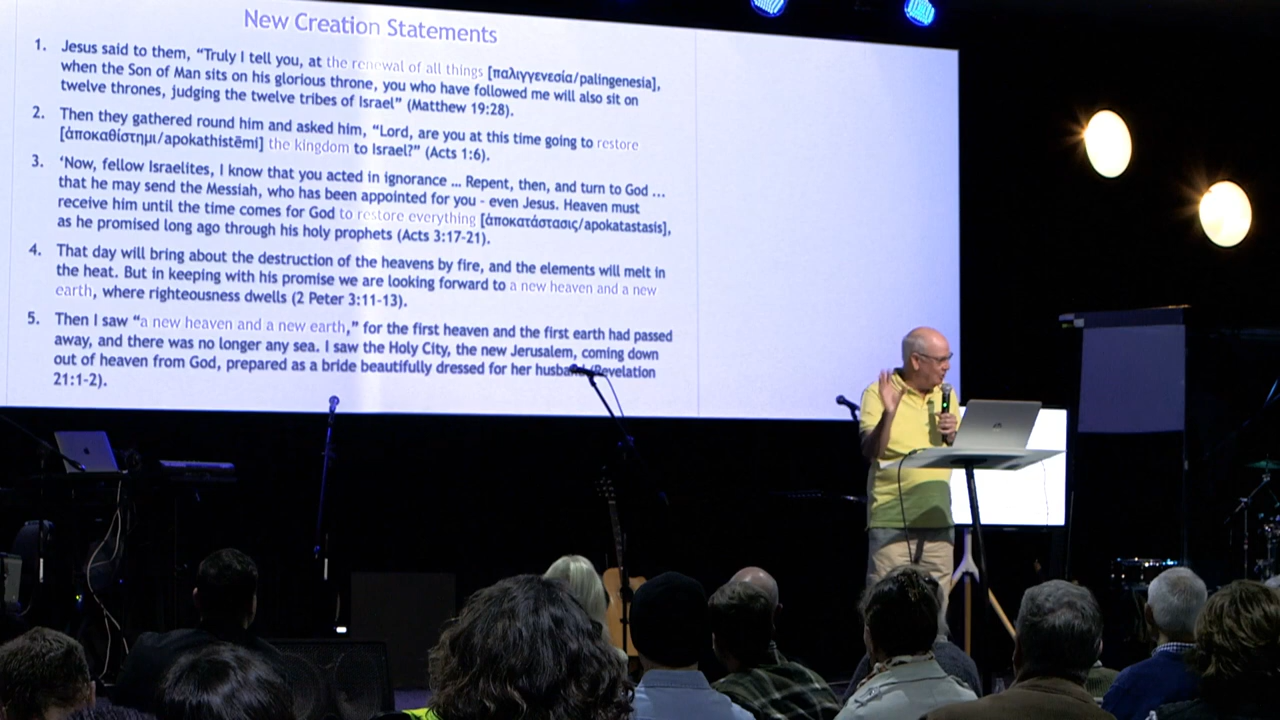 New Creation Statements
1. Jesus said to them, “Truly I tell you, at the renewal of all things [παλιγγενεσία/palingenesia],
when the Son of Man sits on his glorious throne, you who have followed me will also sit on
twelve thrones, judging the twelve tribes of Israel” (Matthew 19:28).
2. Then they gathered round him and asked him, “Lord, are you at this time going to restore
[ἀποκαθίστημι/apokathistēmi] the kingdom to Israel?” (Acts 1:6).
3. ‘Now, fellow Israelites, I know that you acted in ignorance … Repent, then, and turn to God …
that he may send the Messiah, who has been appointed for you - even Jesus. Heaven must
receive him until the time comes for God to restore everything [ἀποκατάστασις/apokatastasis],
as he promised long ago through his holy prophets (Acts 3:17-21).
4. That day will bring about the destruction of the heavens by fire, and the elements will melt in
the heat. But in keeping with his promise we are looking forward to a new heaven and a new
earth, where righteousness dwells (2 Peter 3:11-13).
5. Then I saw “a new heaven and a new earth,” for the first heaven and the first earth had passed
away, and there was no longer any sea. I saw the Holy City, the new Jerusalem, coming down
out of heaven from God, prepared as a bride beautifully dressed for her husband (Revelation
21:1-2).